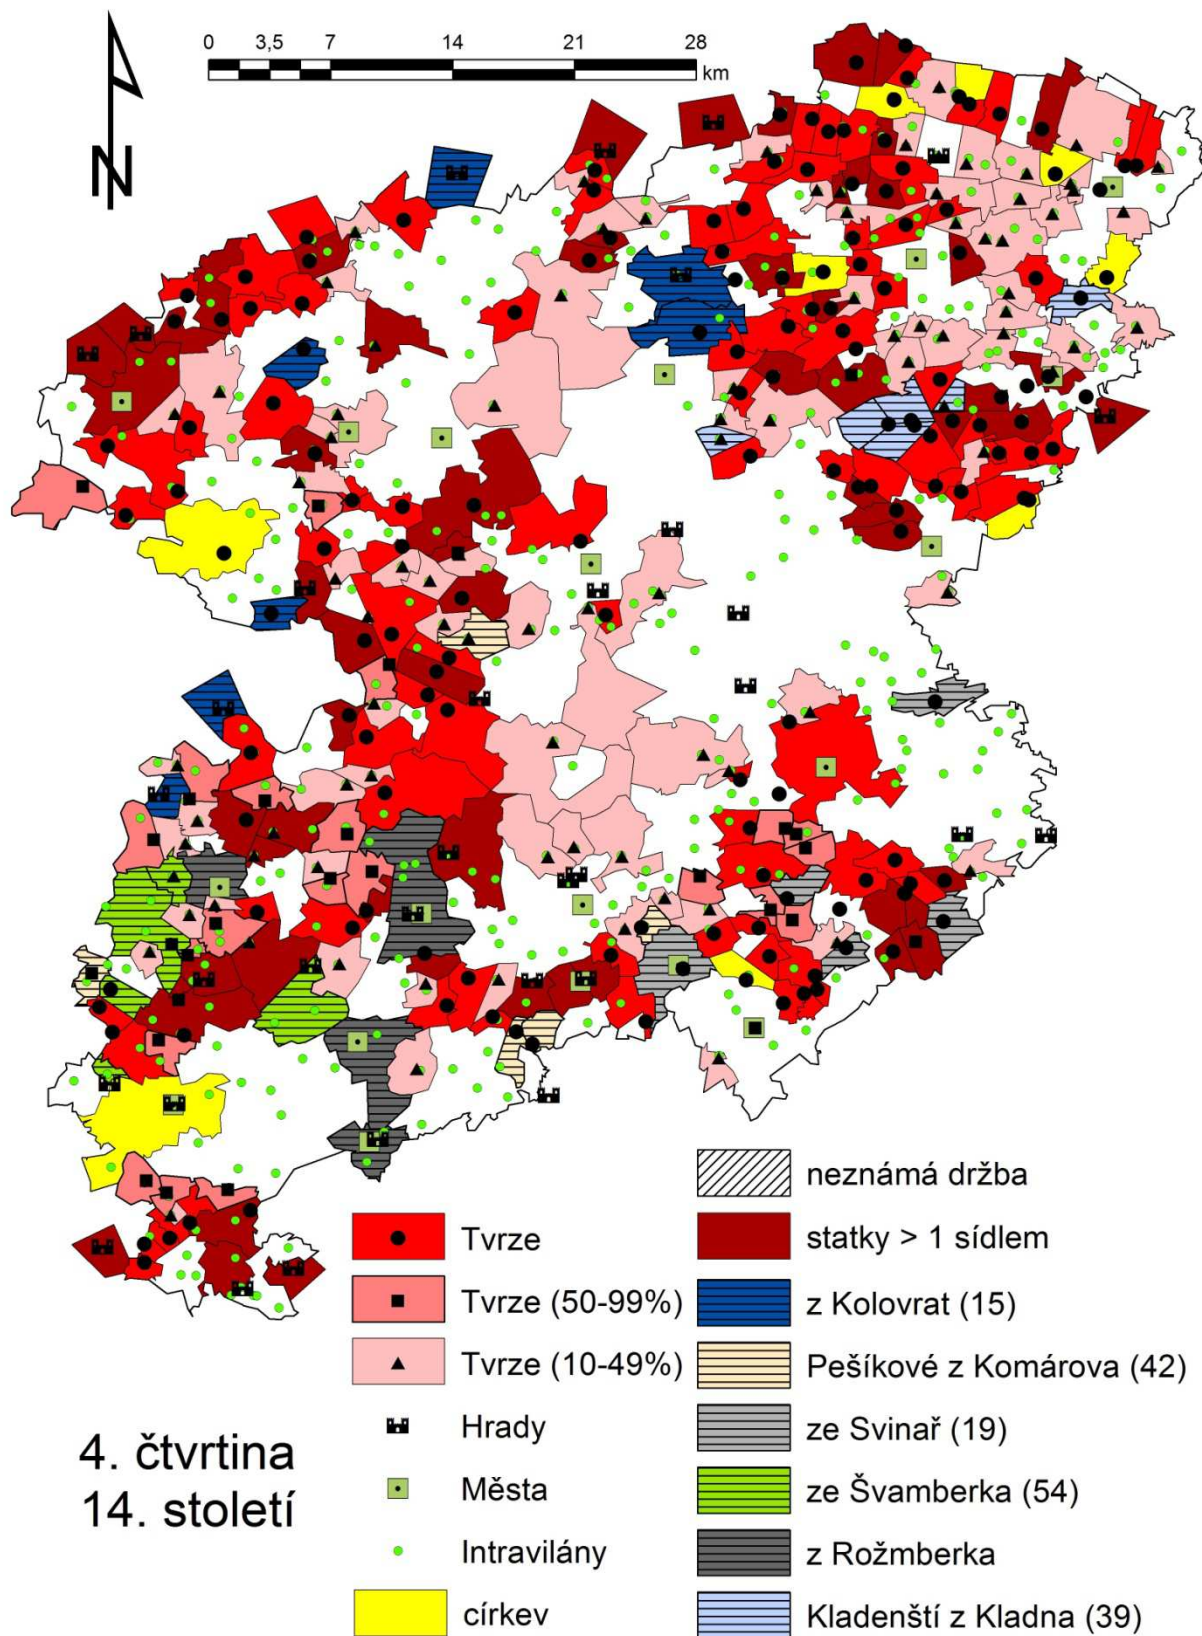 0 3,5 7 14 21 28
km
N
4. čtvrtina
14. století
Tvrze
Tvrze (50-99%)
Tvrze (10-49%)
Hrady
Města
Intravilány
církev
neznámá držba
statky > 1 sídlem
z Kolovrat (15)
Pešíkové z Komárova (42)
ze Svinař (19)
ze Švamberka (54)
z Rožmberka
Kladenští z Kladna (39)